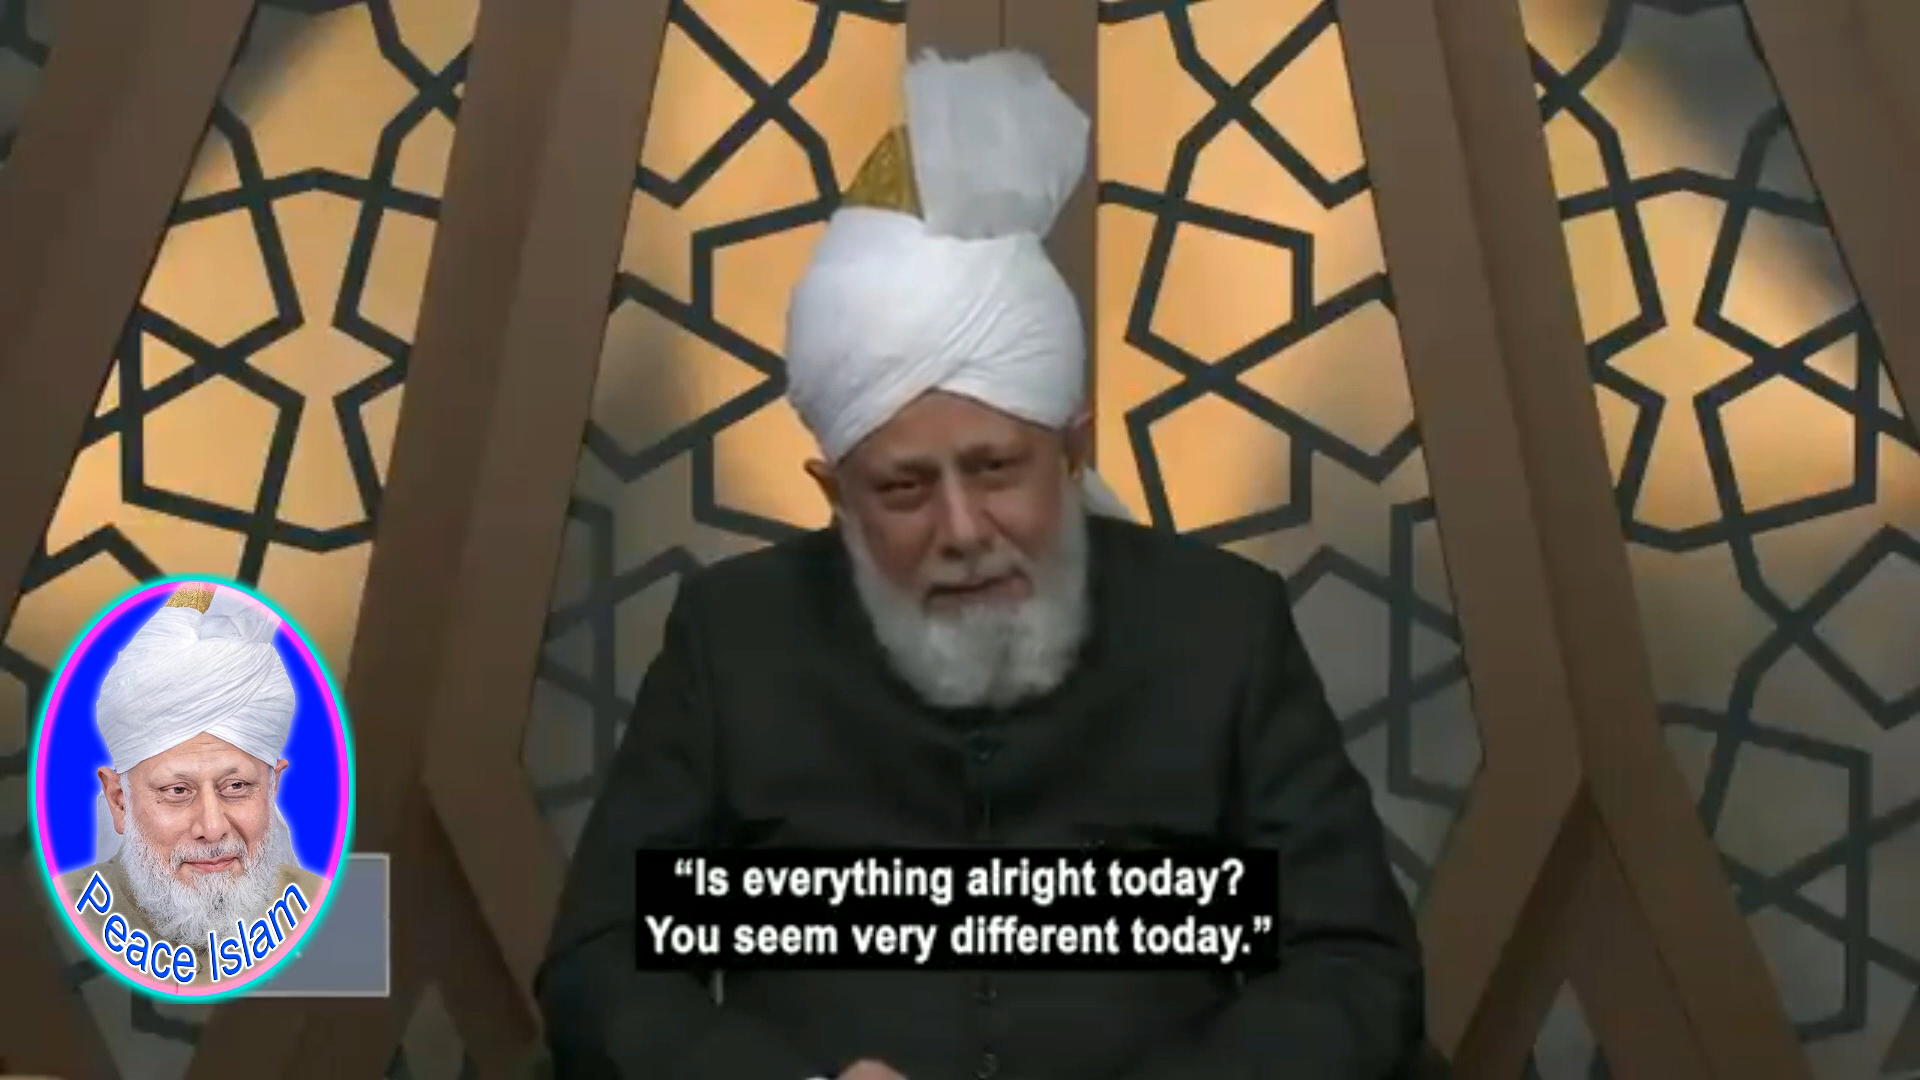 “Is everything alright today?
You seem very different today.”
Peace Islam